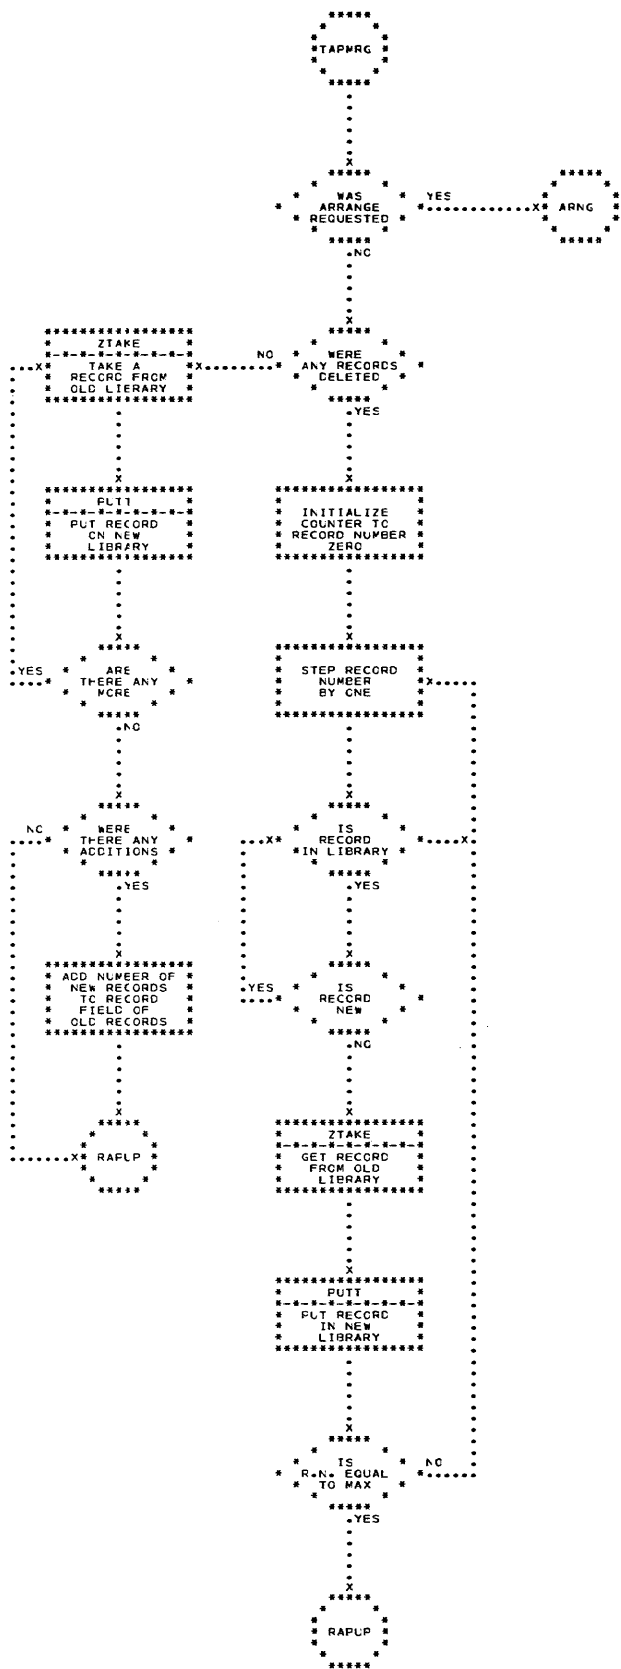 TAPMRG
WAS
ARRANGE
REQUESTED
YES
ARNG
NO
ZTAKE
TAKE A
RECORD FROM
OLD LIBRARY
NO
WERE
ANY RECORDS
DELETED
YES
PUTT
PUT RECORD
ON NEW
LIBRARY
INITIALIZE
COUNTER TO
RECORD NUMBER
ZERO
YES
ARE
THERE ANY
MORE
NO
STEP RECORD
NUMBER
BY ONE
NO
WERE
THERE ANY
ADDITIONS
YES
IS
RECORD
IN LIBRARY
YES
ADD NUMBER OF
NEW RECORDS
TO RECORD
FIELD OF
OLD RECORDS
YES
IS
RECORD
NEW
NO
RAPUP
ZTAKE
GET RECORD
FROM OLD
LIBRARY
PUTT
PUT RECORD
IN NEW
LIBRARY
IS
R.N. EQUAL
TO MAX
NO
YES
RAPUP